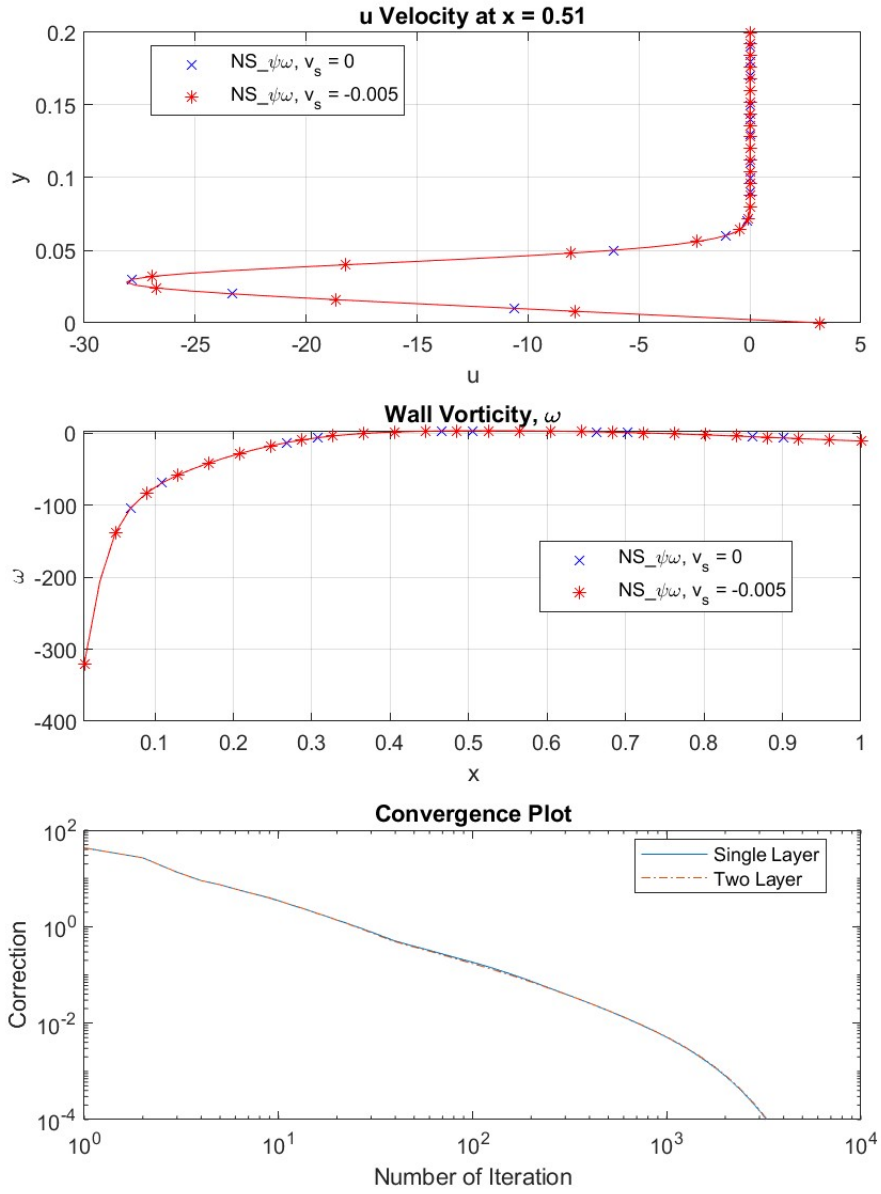 u Velocity at x = 0.51
0.2
NS_ψω, v_s = 0
NS_ψω, v_s = -0.005
0.15
y
0.1
0.05
0
-30 -25 -20 -15 -10 -5 0 5
u
Wall Vorticity, ω
0
-100
NS_ψω, v_s = 0
ω
-200
NS_ψω, v_s = -0.005
-300
-400
0.1 0.2 0.3 0.4 0.5 0.6 0.7 0.8 0.9 1
x
Convergence Plot
10^2
Single Layer
Two Layer
10^0
Correction
10^-2
10^-4
10^0 10^1 10^2 10^3 10^4
Number of Iteration